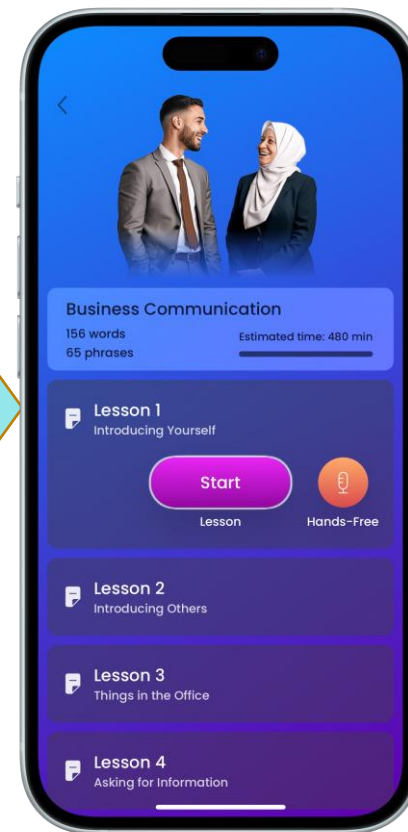 Business Communication
156 words
65 phrases
Estimated time: 480 min
Lesson 1
Introducing Yourself
Start
Lesson
Hands-Free
Lesson 2
Introducing Others
Lesson 3
Things in the Office
Lesson 4
Asking for Information